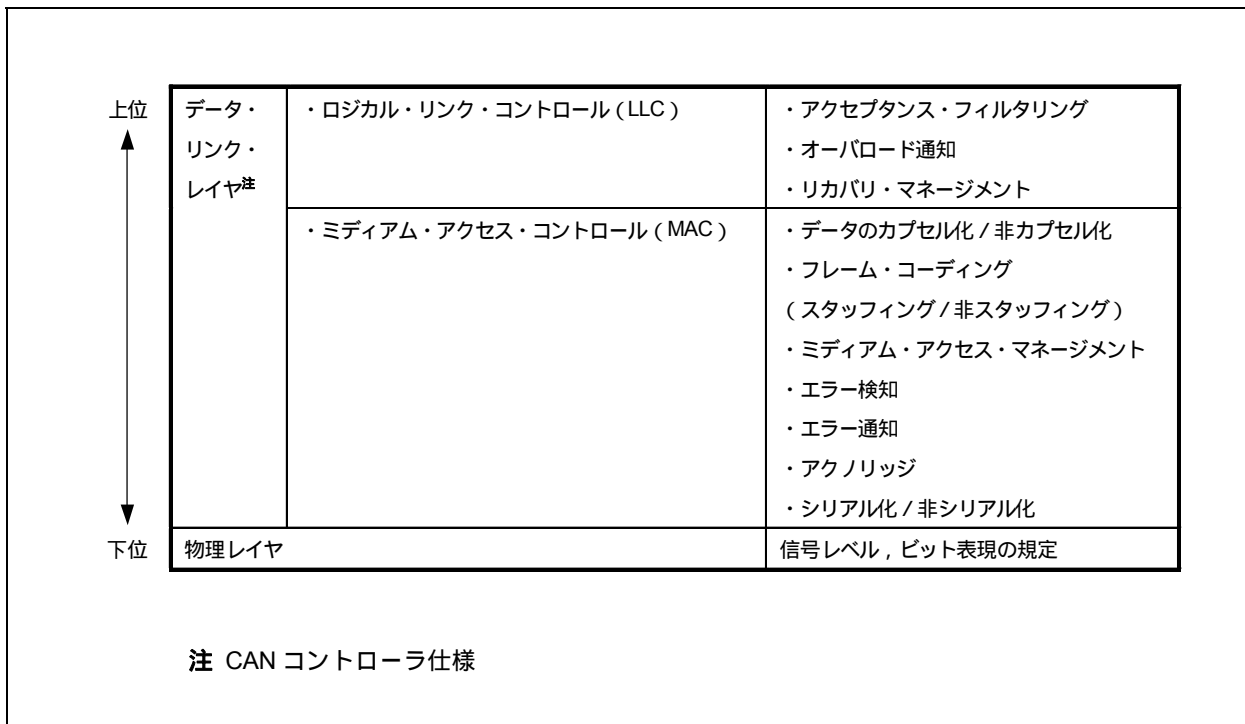 上位 データ・ ・ロジカル・リンク・コントロール（LLC） ・アクセプタンス・フィルタリング
リンク・ ・オーバロード通知
レイヤ注 ・リカバリ・マネージメント
・ミディアム・アクセス・コントロール（MAC） ・データのカプセル化／非カプセル化
・フレーム・コーディング
（スタッフィング／非スタッフィング）
・ミディアム・アクセス・マネージメント
・エラー検知
・エラー通知
・アクノリッジ
・シリアル化／非シリアル化
下位 物理レイヤ 信号レベル，ビット表現の規定
注 CANコントローラ仕様